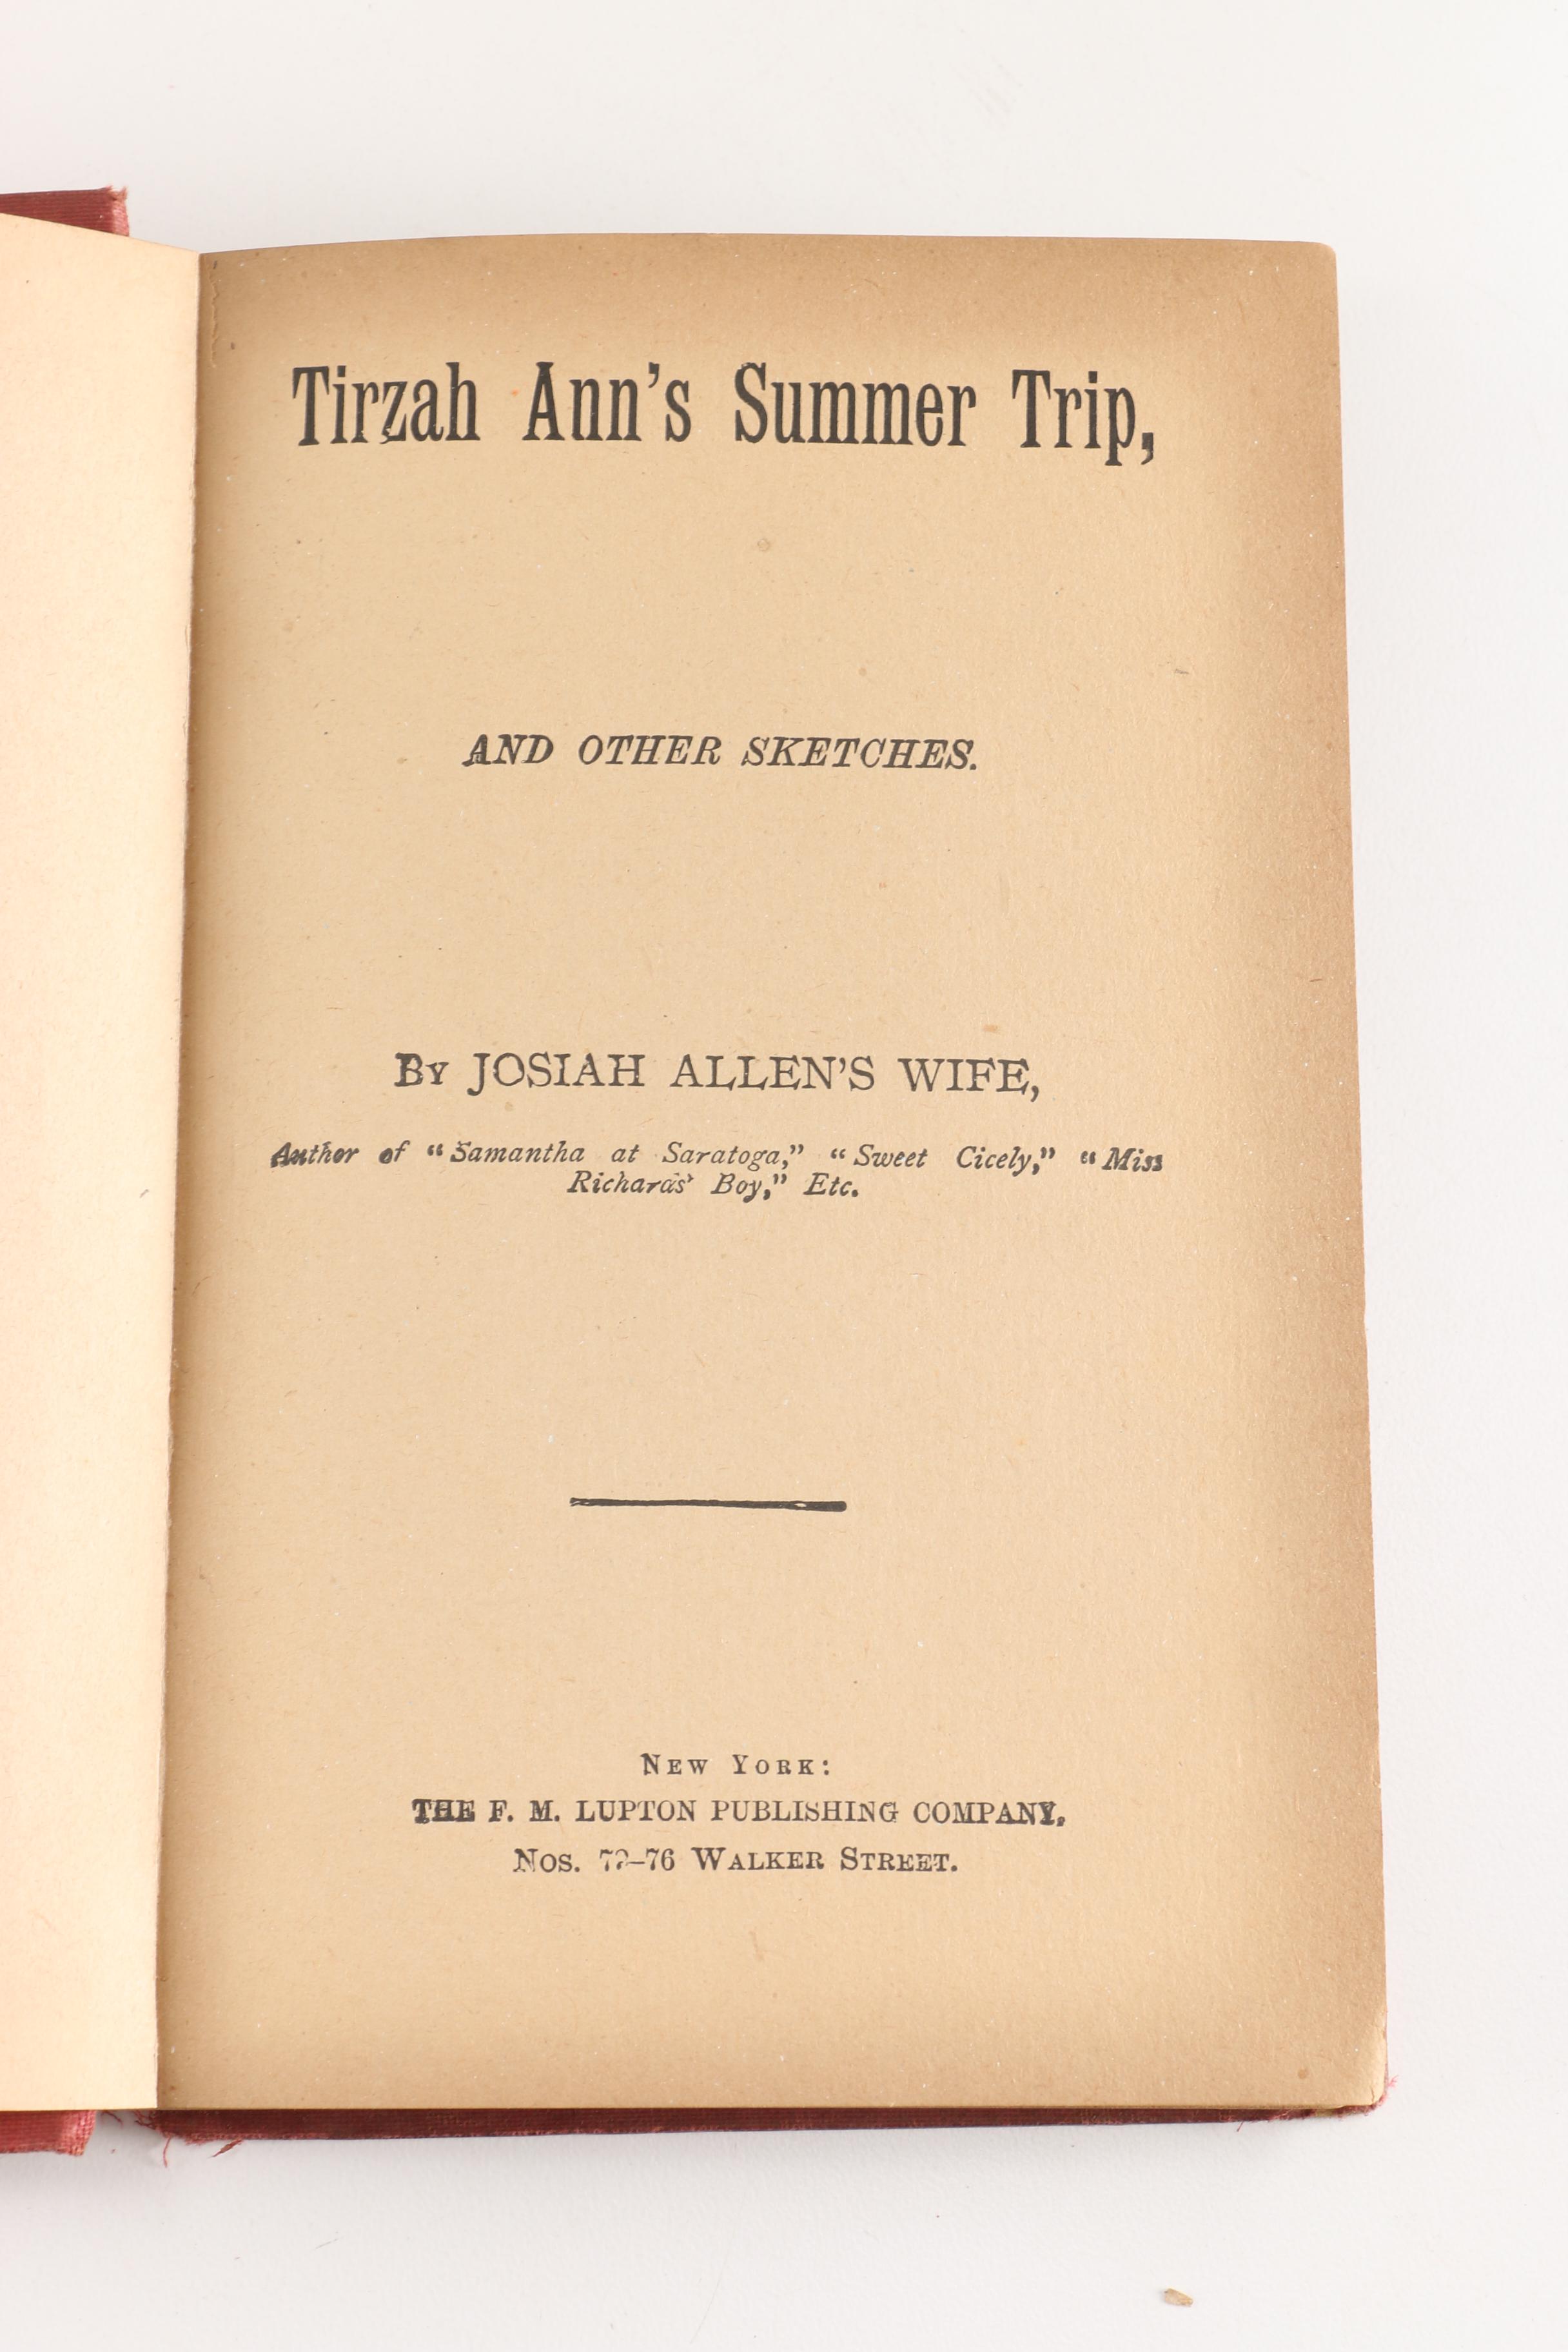 Tirzah Ann's Summer Trip,
AND OTHER SKETCHES.
By JOSIAH ALLEN'S WIFE,
Author of "Samantha at Saratoga," "Sweet Cicely," "Miss
Richards' Boy," Etc.
New York:
THE F. M. LUPTON PUBLISHING COMPANY,
Nos. 72–76 Walker Street.